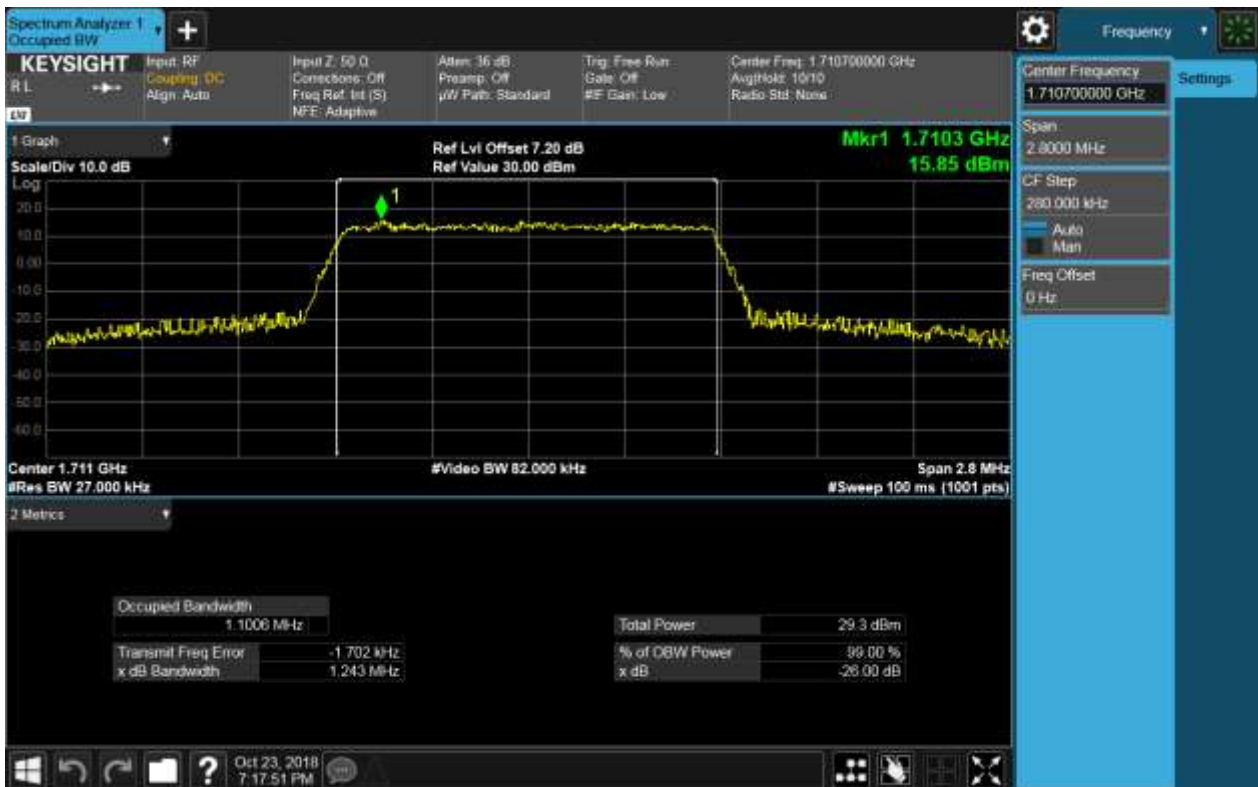 Spectrum Analyzer 1
Occupied BW
Frequency
KEYSIGHT
R L
LXI
Input: RF
Coupling: DC
Align: Auto
Input Z: 50 Ω
Corrections: Off
Freq Ref: Int (S)
NFE: Adaptive
Atten: 36 dB
Preamp: Off
µW Path: Standard
Trig: Free Run
Gate: Off
#IF Gain: Low
Center Freq: 1.710700000 GHz
Avg|Hold: 10/10
Radio Std: None
Center Frequency
1.710700000 GHz
Settings
Span
2.8000 MHz
CF Step
280.000 kHz
Auto
Man
Freq Offset
0 Hz
1 Graph
Scale/Div 10.0 dB
Ref Lvl Offset 7.20 dB
Ref Value 30.00 dBm
Mkr1 1.7103 GHz
15.85 dBm
Log
20.0
10.0
0.00
-10.0
-20.0
-30.0
-40.0
-50.0
-60.0
1
Center 1.711 GHz
#Res BW 27.000 kHz
#Video BW 82.000 kHz
Span 2.8 MHz
#Sweep 100 ms (1001 pts)
2 Metrics
Occupied Bandwidth
1.1006 MHz
Transmit Freq Error -1.702 kHz
x dB Bandwidth 1.243 MHz
Total Power 29.3 dBm
% of OBW Power 99.00 %
x dB -26.00 dB
?
Oct 23, 2018
7:17:51 PM